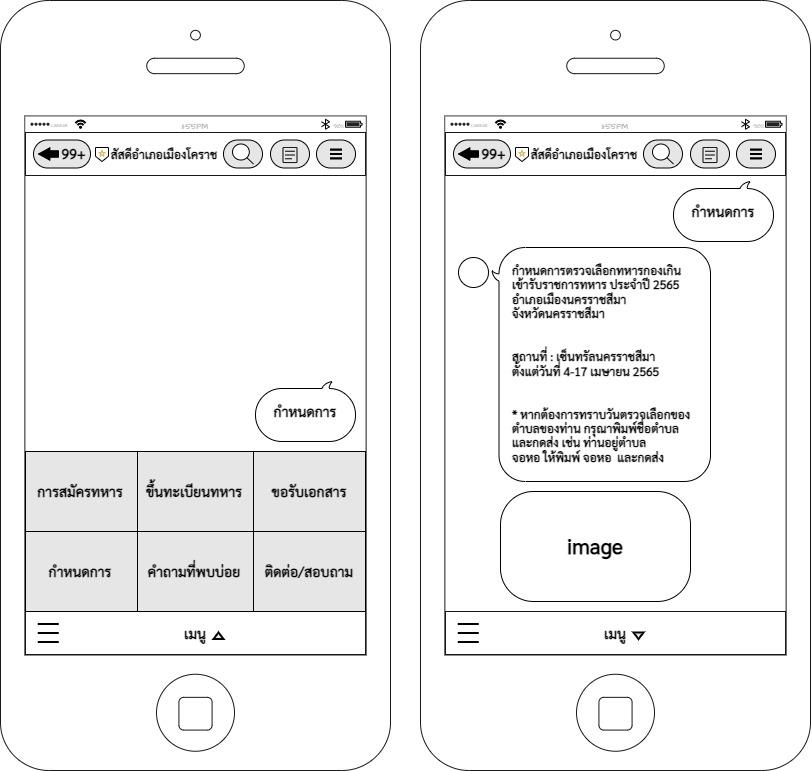 1:55PM
99+
สัสดีอำเภอเมืองโคราช
กำหนดการ
การสมัครทหาร
ขึ้นทะเบียนทหาร
ขอรับเอกสาร
กำหนดการ
คำถามที่พบบ่อย
ติดต่อ/สอบถาม
เมนู
1:55PM
99+
สัสดีอำเภอเมืองโคราช
กำหนดการ
กำหนดการตรวจเลือกทหารกองเกิน
เข้ารับราชการทหาร ประจำปี 2565
อำเภอเมืองนครราชสีมา
จังหวัดนครราชสีมา
สถานที่ : เซ็นทรัลนครราชสีมา
ตั้งแต่วันที่ 4-17 เมษายน 2565
* หากต้องการทราบวันตรวจเลือกของ
ตำบลของท่าน กรุณาพิมพ์ชื่อตำบล
และกดส่ง เช่น ท่านอยู่ตำบล
จอหอ ให้พิมพ์ จอหอ และกดส่ง
image
เมนู